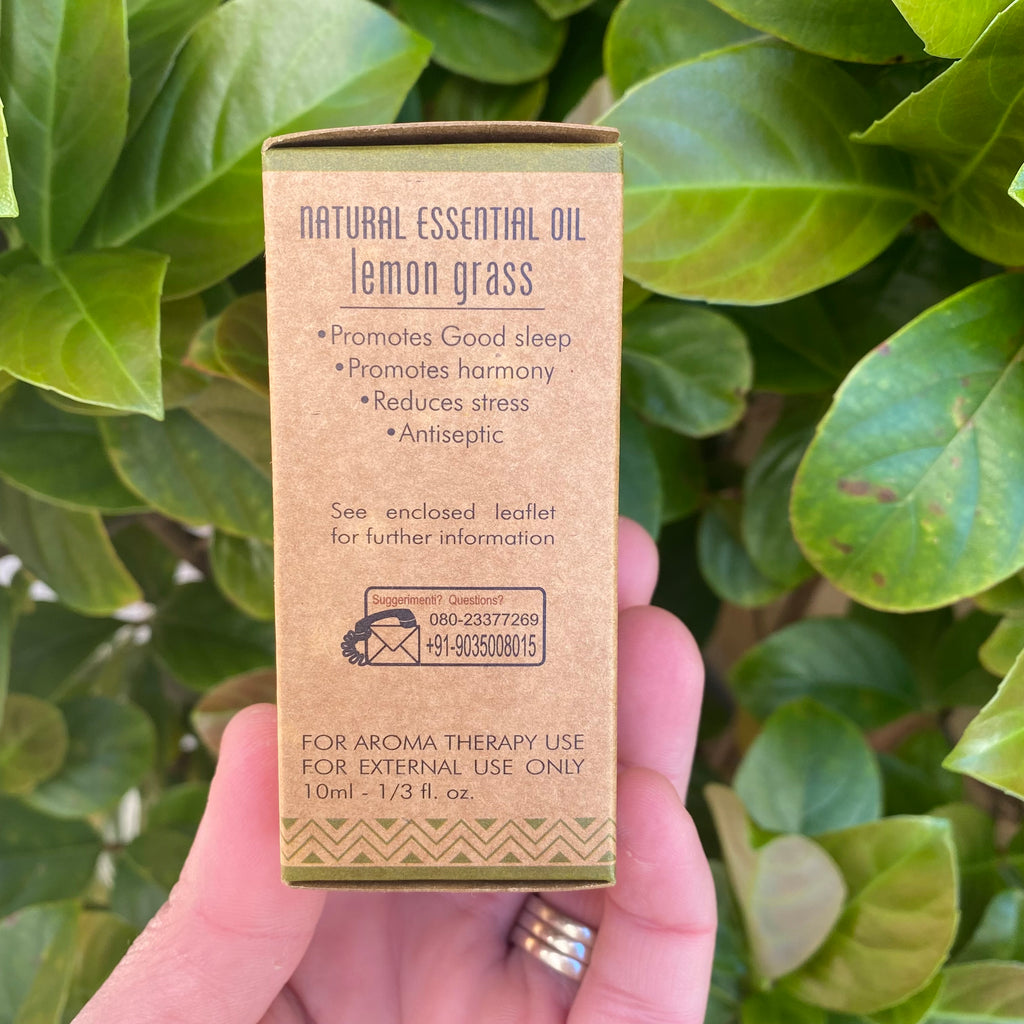 NATURAL ESSENTIAL OIL
lemon grass
•Promotes Good sleep
•Promotes harmony
•Reduces stress
•Antiseptic
See enclosed leaflet
for further information
Suggerimenti? Questions?
080-23377269
+91-9035008015
FOR AROMA THERAPY USE
FOR EXTERNAL USE ONLY
10ml - 1/3 fl. oz.